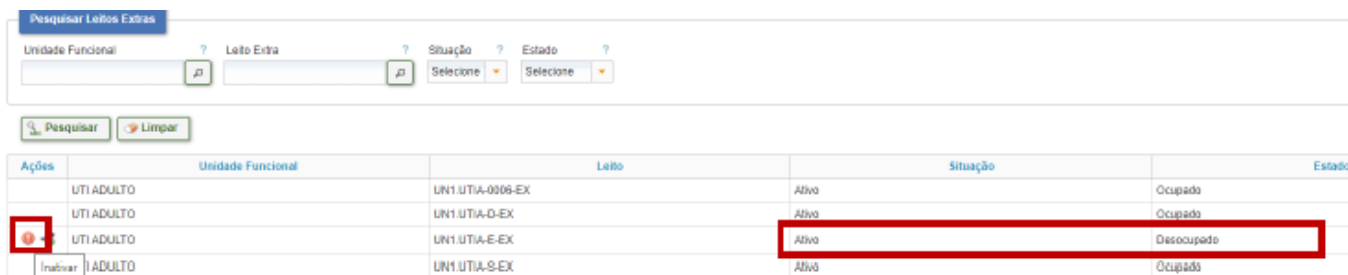 Pesquisar Leitos Extras
Unidade Funcional ? Leito Extra ? Situação ? Estado ?
Selecione Selecione
Pesquisar Limpar
Ações Unidade Funcional Leito Situação Estado
UTI ADULTO UN1.UTIA-0006-EX Ativo Ocupado
UTI ADULTO UN1.UTIA-D-EX Ativo Ocupado
UTI ADULTO UN1.UTIA-E-EX Ativo Desocupado
Inativar I ADULTO UN1.UTIA-S-EX Ativo Ocupado